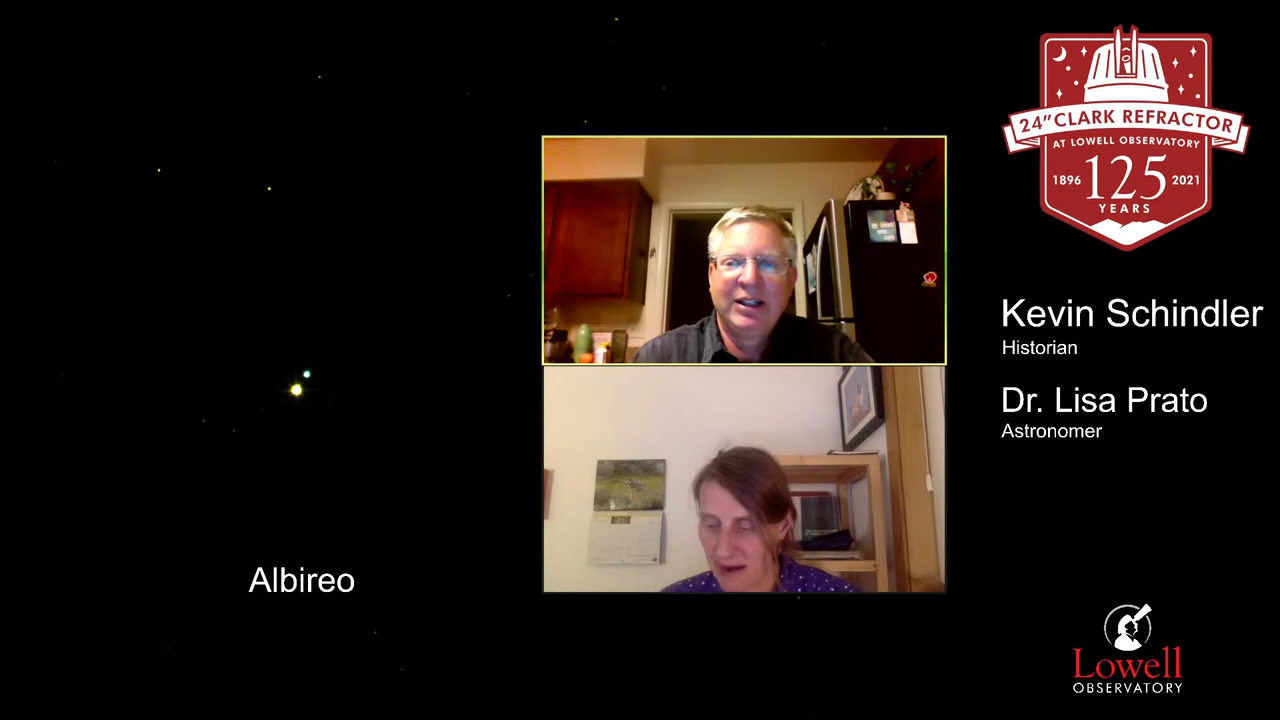 24” CLARK REFRACTOR
AT LOWELL OBSERVATORY
1896 125 2021
YEARS
Kevin Schindler
Historian
Dr. Lisa Prato
Astronomer
Albireo
Lowell
OBSERVATORY